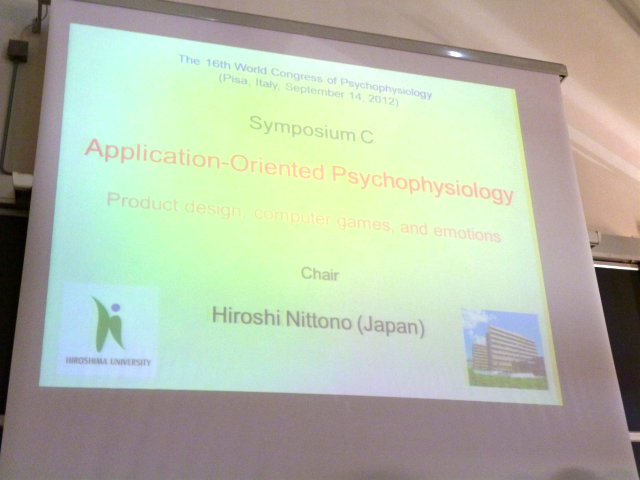 The 16th World Congress of Psychophysiology
(Pisa, Italy, September 14, 2012)
Symposium C
Application-Oriented Psychophysiology
Product design, computer games, and emotions
Chair
Hiroshi Nittono (Japan)
HIROSHIMA UNIVERSITY